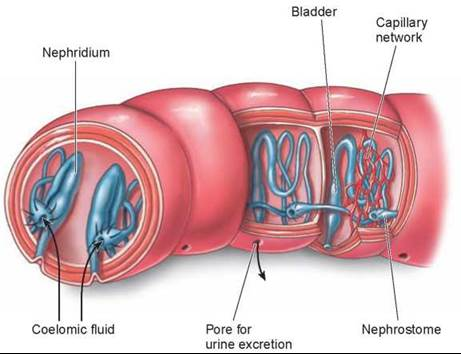 Bladder
Capillary
network
Nephridium
Coelomic fluid
Pore for
urine excretion
Nephrostome